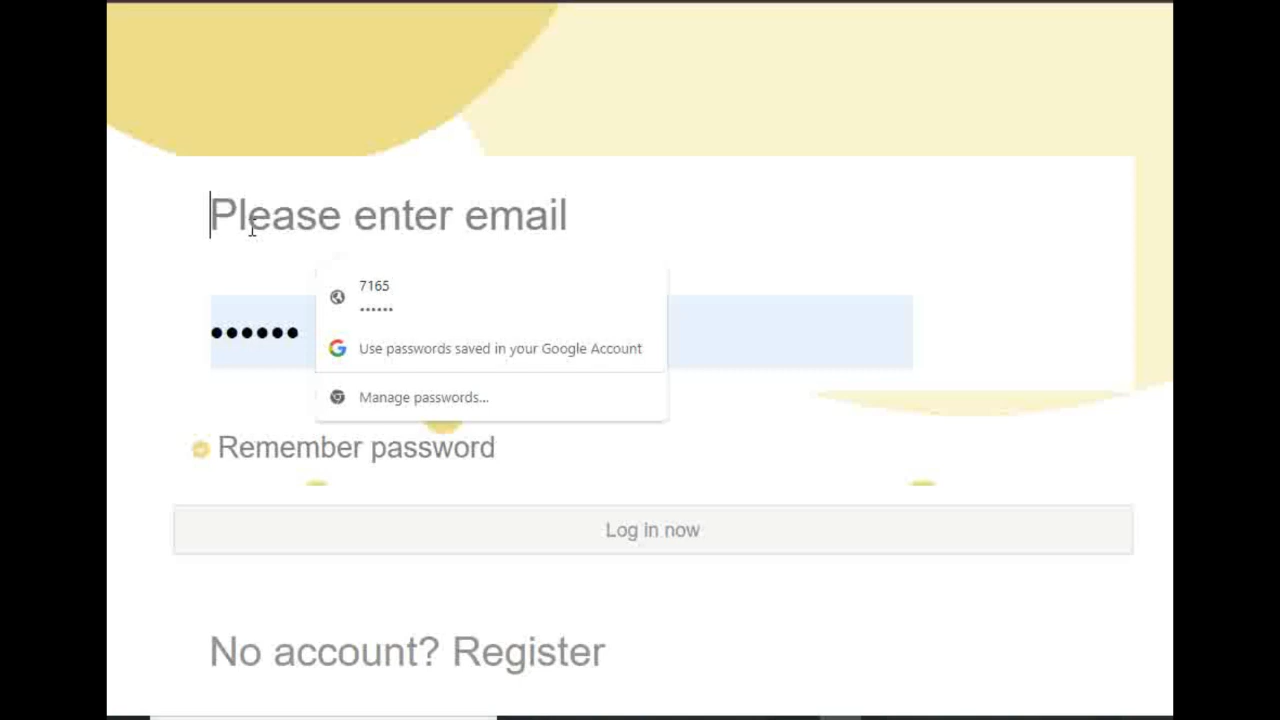 Please enter email
7165
••••••
••••••
Use passwords saved in your Google Account
Manage passwords...
Remember password
Log in now
No account? Register